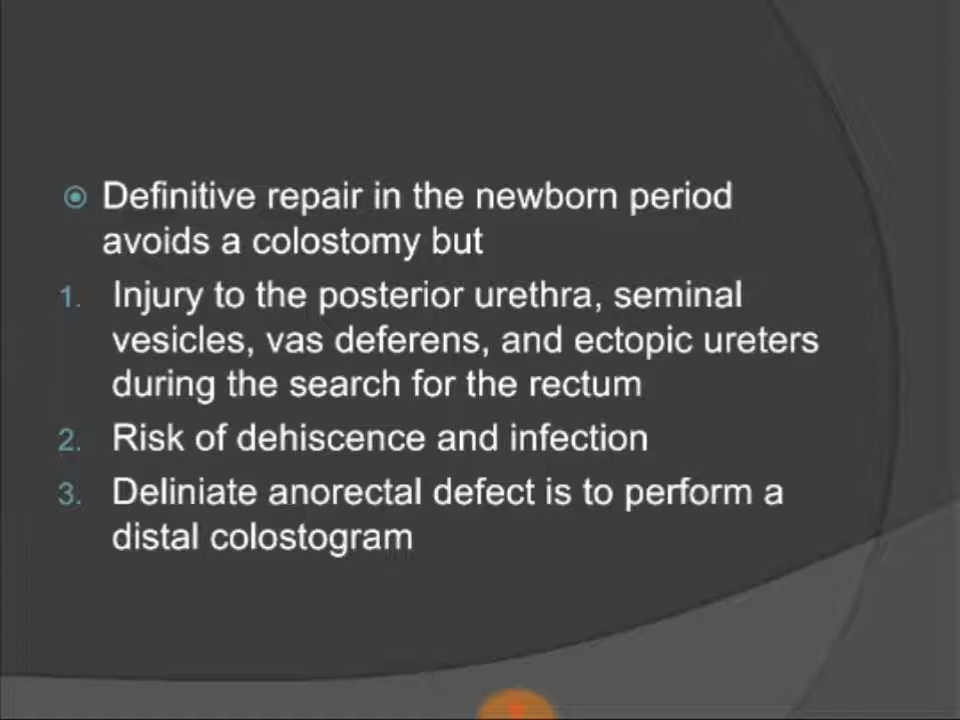 Definitive repair in the newborn period
avoids a colostomy but
1. Injury to the posterior urethra, seminal
vesicles, vas deferens, and ectopic ureters
during the search for the rectum
2. Risk of dehiscence and infection
3. Deliniate anorectal defect is to perform a
distal colostogram